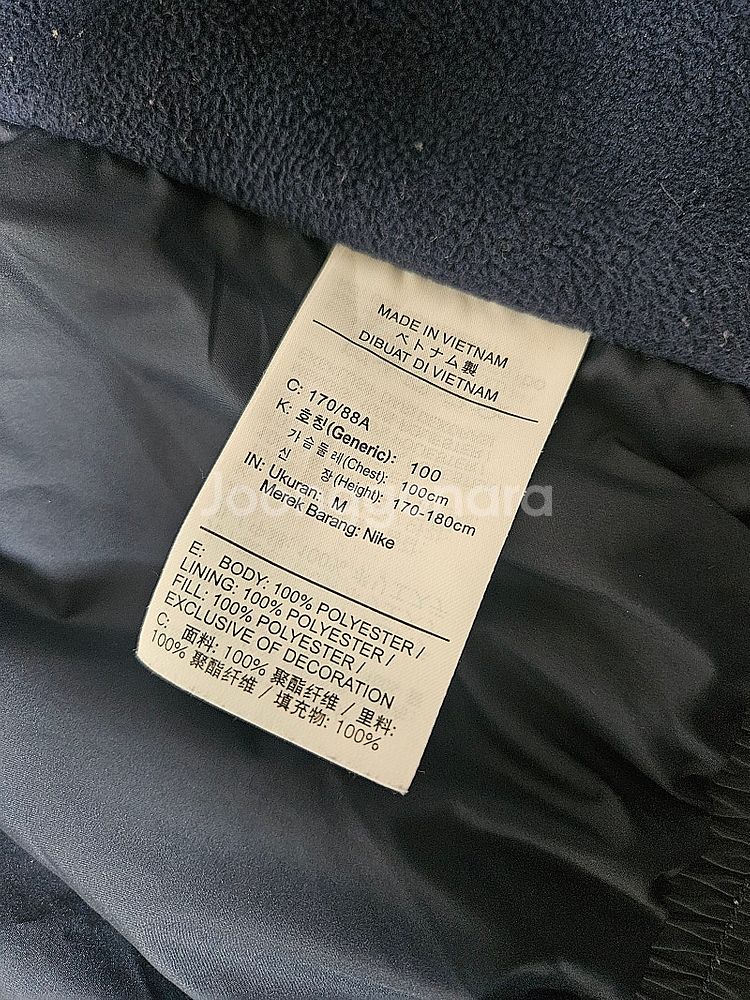 MADE IN VIETNAM
ベトナム製
DIBUAT DI VIETNAM
C: 170/88A
K: 호칭(Generic): 100
가슴둘레(Chest): 100cm
신 장(Height): 170-180cm
IN: Ukuran: M
Merek Barang: Nike
E: BODY: 100% POLYESTER /
LINING: 100% POLYESTER /
FILL: 100% POLYESTER /
EXCLUSIVE OF DECORATION
C: 面料: 100% 聚酯纤维 / 里料:
100% 聚酯纤维 / 填充物: 100%